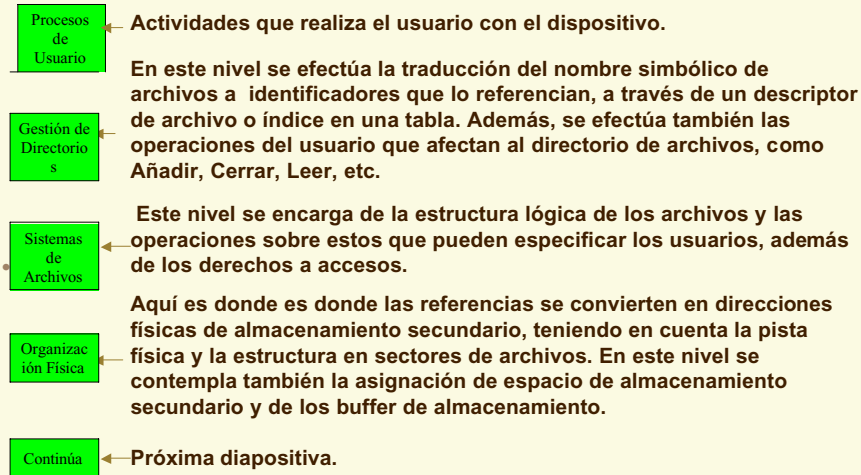 Procesos
de
Usuario
Actividades que realiza el usuario con el dispositivo.
Gestión de
Directorio
s
En este nivel se efectúa la traducción del nombre simbólico de
archivos a identificadores que lo referencian, a través de un descriptor
de archivo o índice en una tabla. Además, se efectúa también las
operaciones del usuario que afectan al directorio de archivos, como
Añadir, Cerrar, Leer, etc.
Sistemas
de
Archivos
Este nivel se encarga de la estructura lógica de los archivos y las
operaciones sobre estos que pueden especificar los usuarios, además
de los derechos a accesos.
Organizac
ión Física
Aquí es donde es donde las referencias se convierten en direcciones
físicas de almacenamiento secundario, teniendo en cuenta la pista
física y la estructura en sectores de archivos. En este nivel se
contempla también la asignación de espacio de almacenamiento
secundario y de los buffer de almacenamiento.
Continúa
Próxima diapositiva.